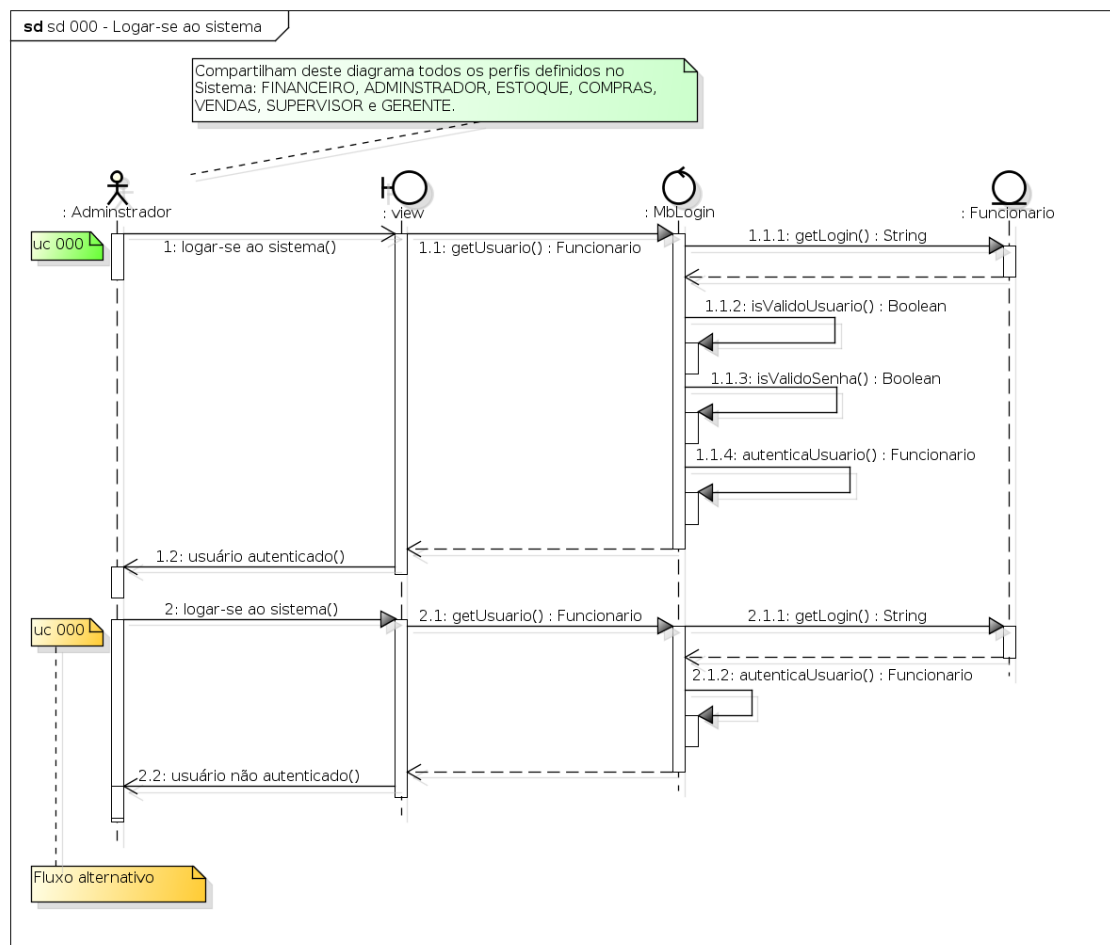 sd sd 000 - Logar-se ao sistema
Compartilham deste diagrama todos os perfis definidos no
Sistema: FINANCEIRO, ADMINSTRADOR, ESTOQUE, COMPRAS,
VENDAS, SUPERVISOR e GERENTE.
: Adminstrador
: view
: MbLogin
: Funcionario
uc 000
1: logar-se ao sistema()
1.1: getUsuario() : Funcionario
1.1.1: getLogin() : String
1.1.2: isValidoUsuario() : Boolean
1.1.3: isValidoSenha() : Boolean
1.1.4: autenticaUsuario() : Funcionario
1.2: usuário autenticado()
uc 000
2: logar-se ao sistema()
2.1: getUsuario() : Funcionario
2.1.1: getLogin() : String
2.1.2: autenticaUsuario() : Funcionario
2.2: usuário não autenticado()
Fluxo alternativo